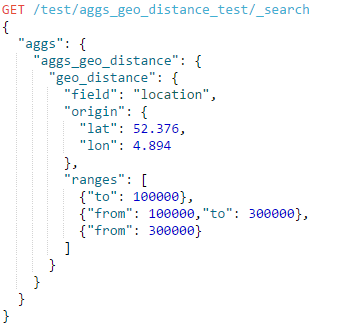 GET /test/aggs_geo_distance_test/_search
{
  "aggs": {
    "aggs_geo_distance": {
      "geo_distance": {
        "field": "location",
        "origin": {
          "lat": 52.376,
          "lon": 4.894
        },
        "ranges": [
          {"to": 100000},
          {"from": 100000,"to": 300000},
          {"from": 300000}
        ]
      }
    }
  }
}